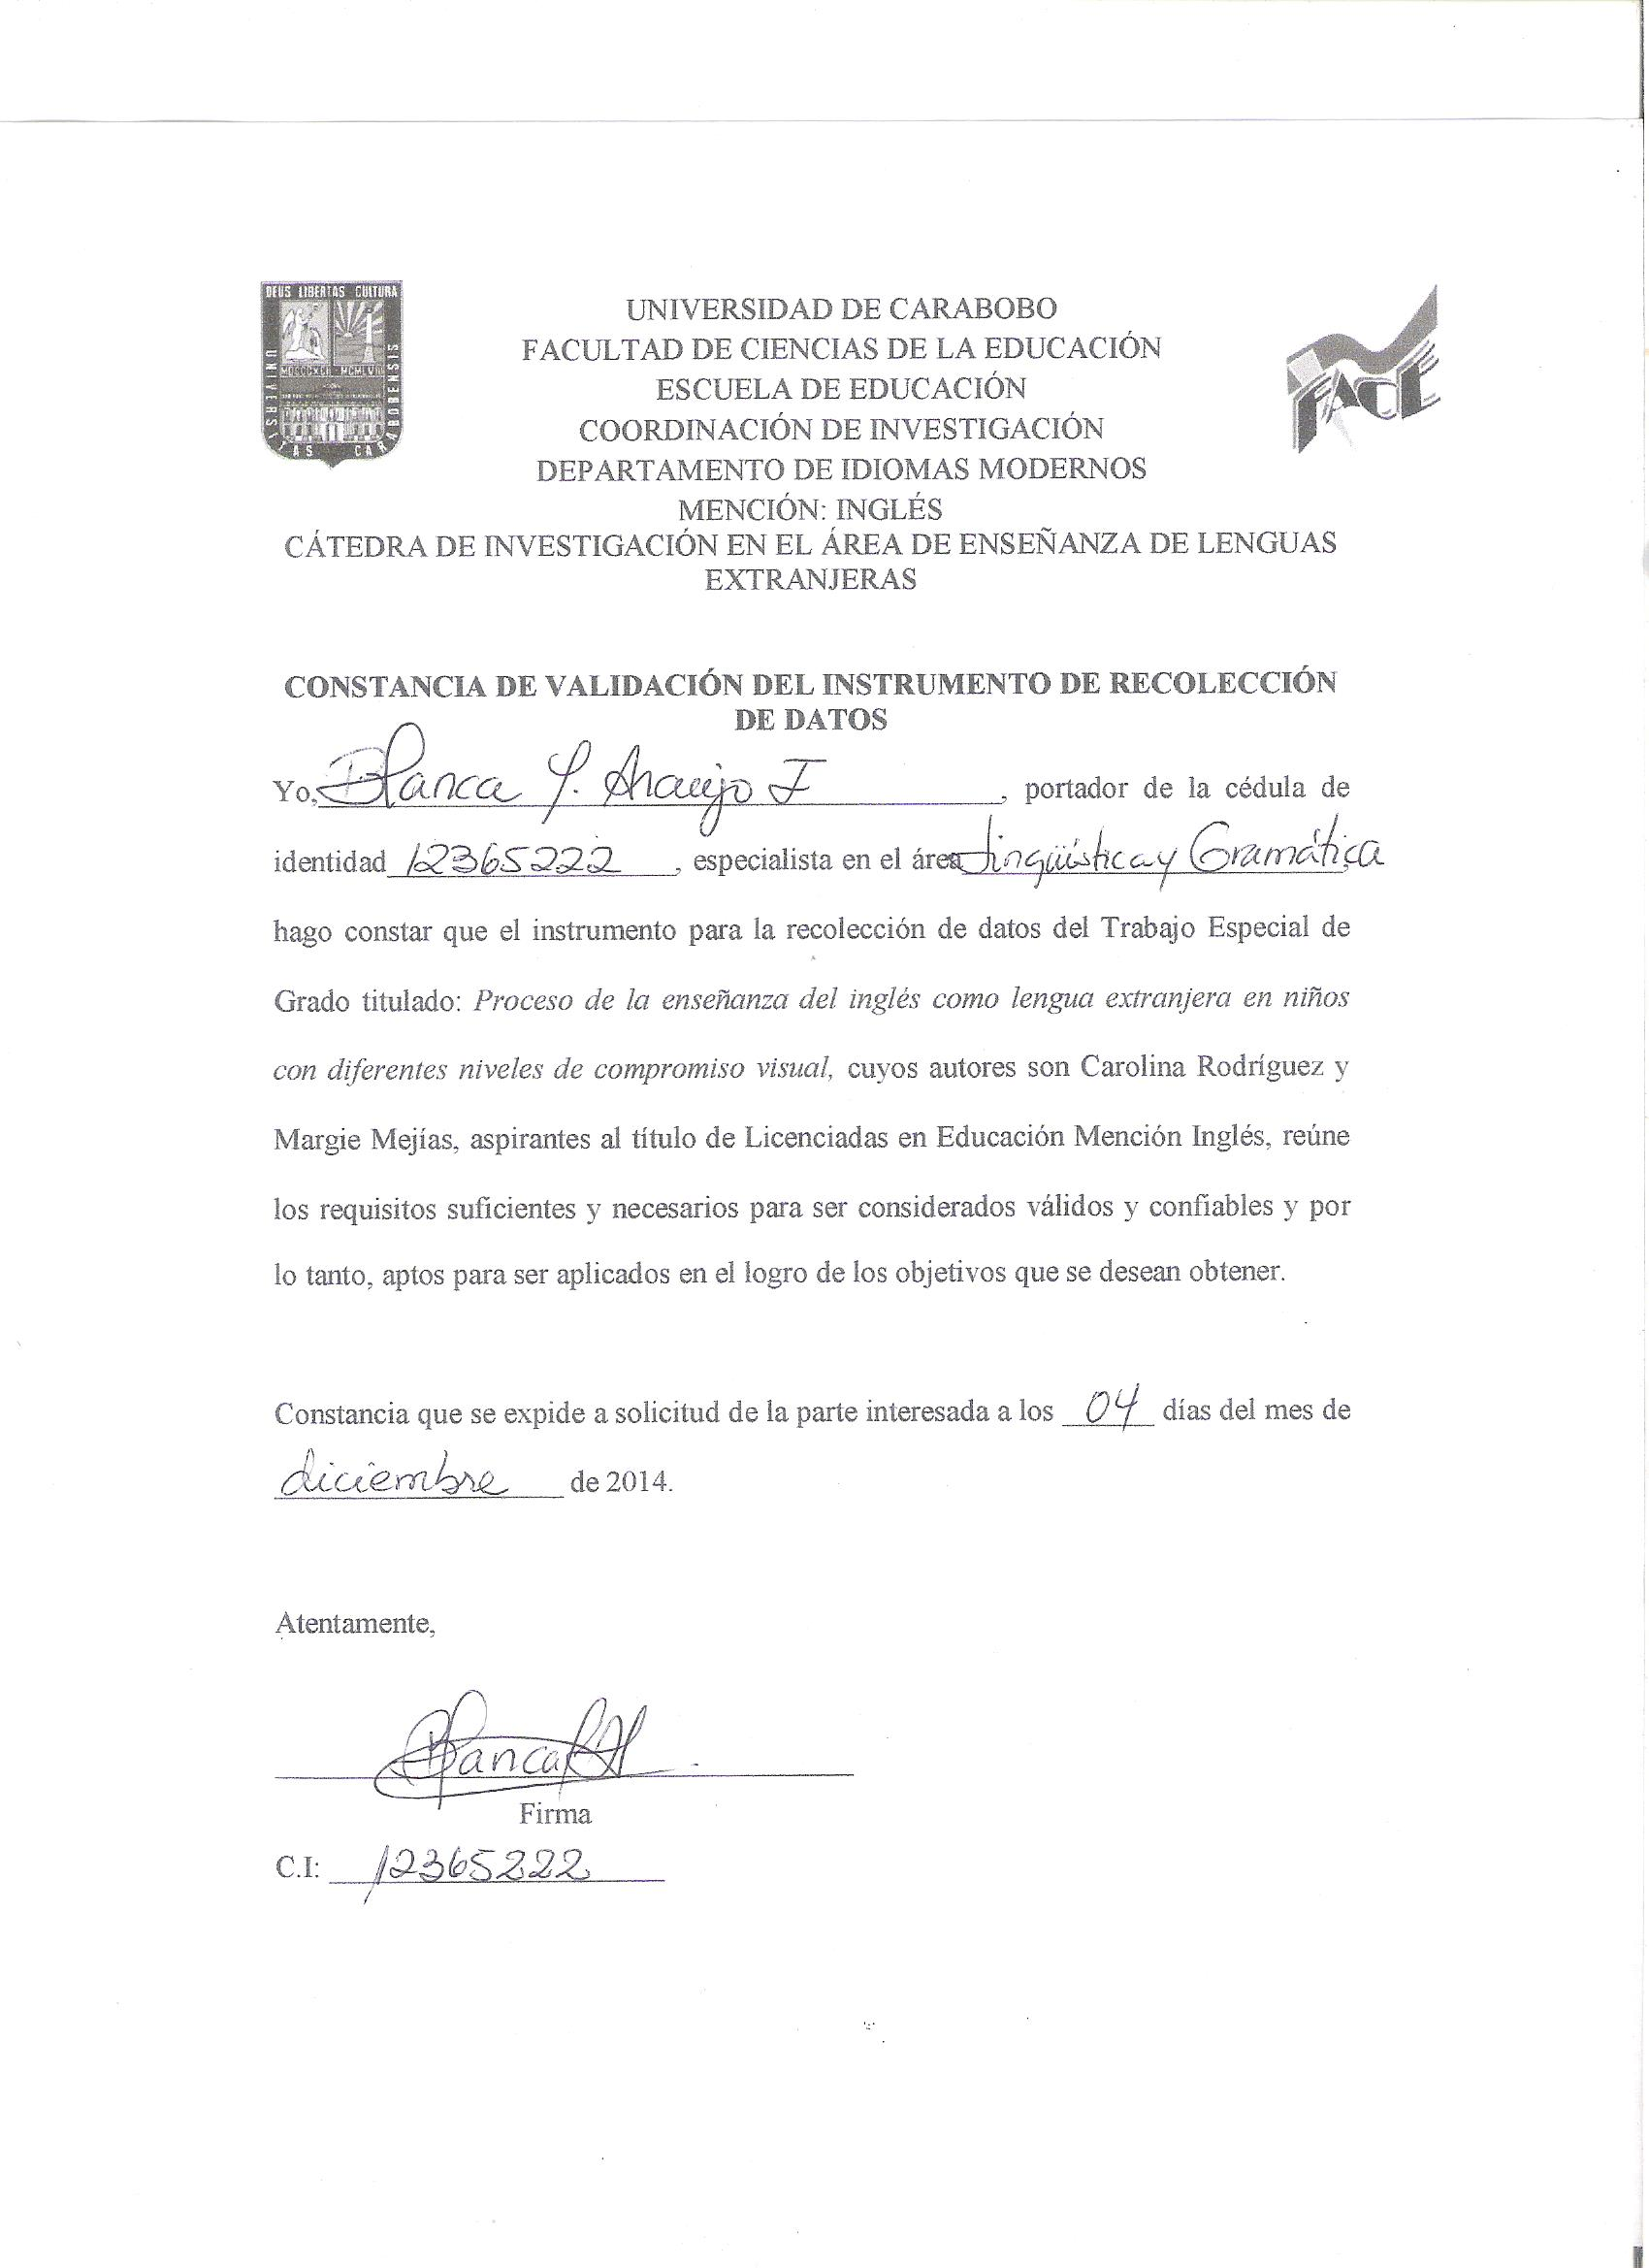 DEUS LIBERTAS CULTURA
UNIVERSITAS CARABOBENSIS
MDCCCXCII MCMLVIII
FACE
UNIVERSIDAD DE CARABOBO
FACULTAD DE CIENCIAS DE LA EDUCACIÓN
ESCUELA DE EDUCACIÓN
COORDINACIÓN DE INVESTIGACIÓN
DEPARTAMENTO DE IDIOMAS MODERNOS
MENCIÓN: INGLÉS
CÁTEDRA DE INVESTIGACIÓN EN EL ÁREA DE ENSEÑANZA DE LENGUAS
EXTRANJERAS
CONSTANCIA DE VALIDACIÓN DEL INSTRUMENTO DE RECOLECCIÓN
DE DATOS
Yo, Blanca Y. Araujo F, portador de la cédula de
identidad 12365222, especialista en el área Lingüística y Gramática
hago constar que el instrumento para la recolección de datos del Trabajo Especial de
Grado titulado: Proceso de la enseñanza del inglés como lengua extranjera en niños
con diferentes niveles de compromiso visual, cuyos autores son Carolina Rodríguez y
Margie Mejías, aspirantes al título de Licenciadas en Educación Mención Inglés, reúne
los requisitos suficientes y necesarios para ser considerados válidos y confiables y por
lo tanto, aptos para ser aplicados en el logro de los objetivos que se desean obtener.
Constancia que se expide a solicitud de la parte interesada a los 04 días del mes de
diciembre de 2014.
Atentamente,
Blanca
Firma
C.I: 12365222